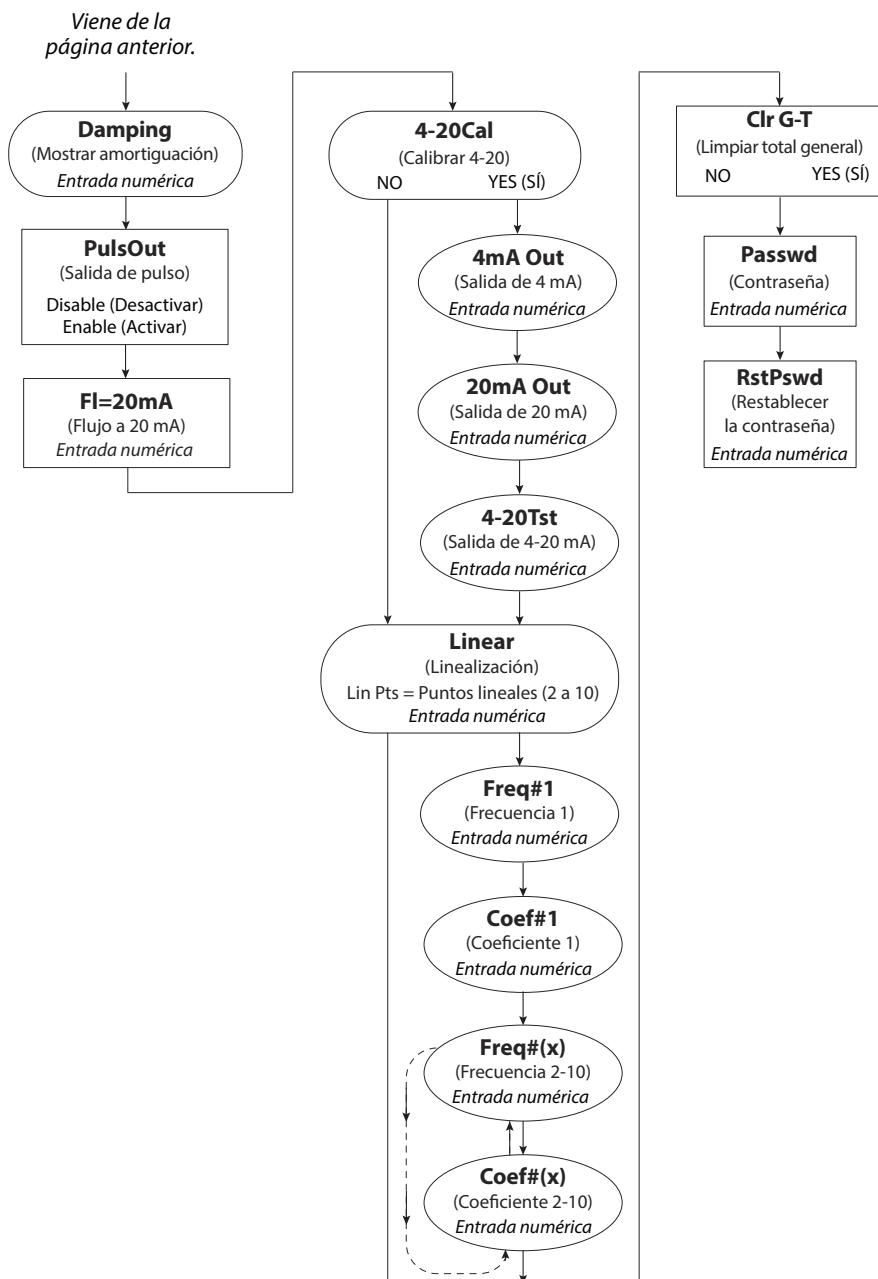 Viene de la
página anterior.
Damping
(Mostrar amortiguación)
Entrada numérica
PulsOut
(Salida de pulso)
Disable (Desactivar)
Enable (Activar)
Fl=20mA
(Flujo a 20 mA)
Entrada numérica
4-20Cal
(Calibrar 4-20)
NO YES (SÍ)
4mA Out
(Salida de 4 mA)
Entrada numérica
20mA Out
(Salida de 20 mA)
Entrada numérica
4-20Tst
(Salida de 4-20 mA)
Entrada numérica
Linear
(Linealización)
Lin Pts = Puntos lineales (2 a 10)
Entrada numérica
Freq#1
(Frecuencia 1)
Entrada numérica
Coef#1
(Coeficiente 1)
Entrada numérica
Freq#(x)
(Frecuencia 2-10)
Entrada numérica
Coef#(x)
(Coeficiente 2-10)
Entrada numérica
Clr G-T
(Limpiar total general)
NO YES (SÍ)
Passwd
(Contraseña)
Entrada numérica
RstPswd
(Restablecer
la contraseña)
Entrada numérica